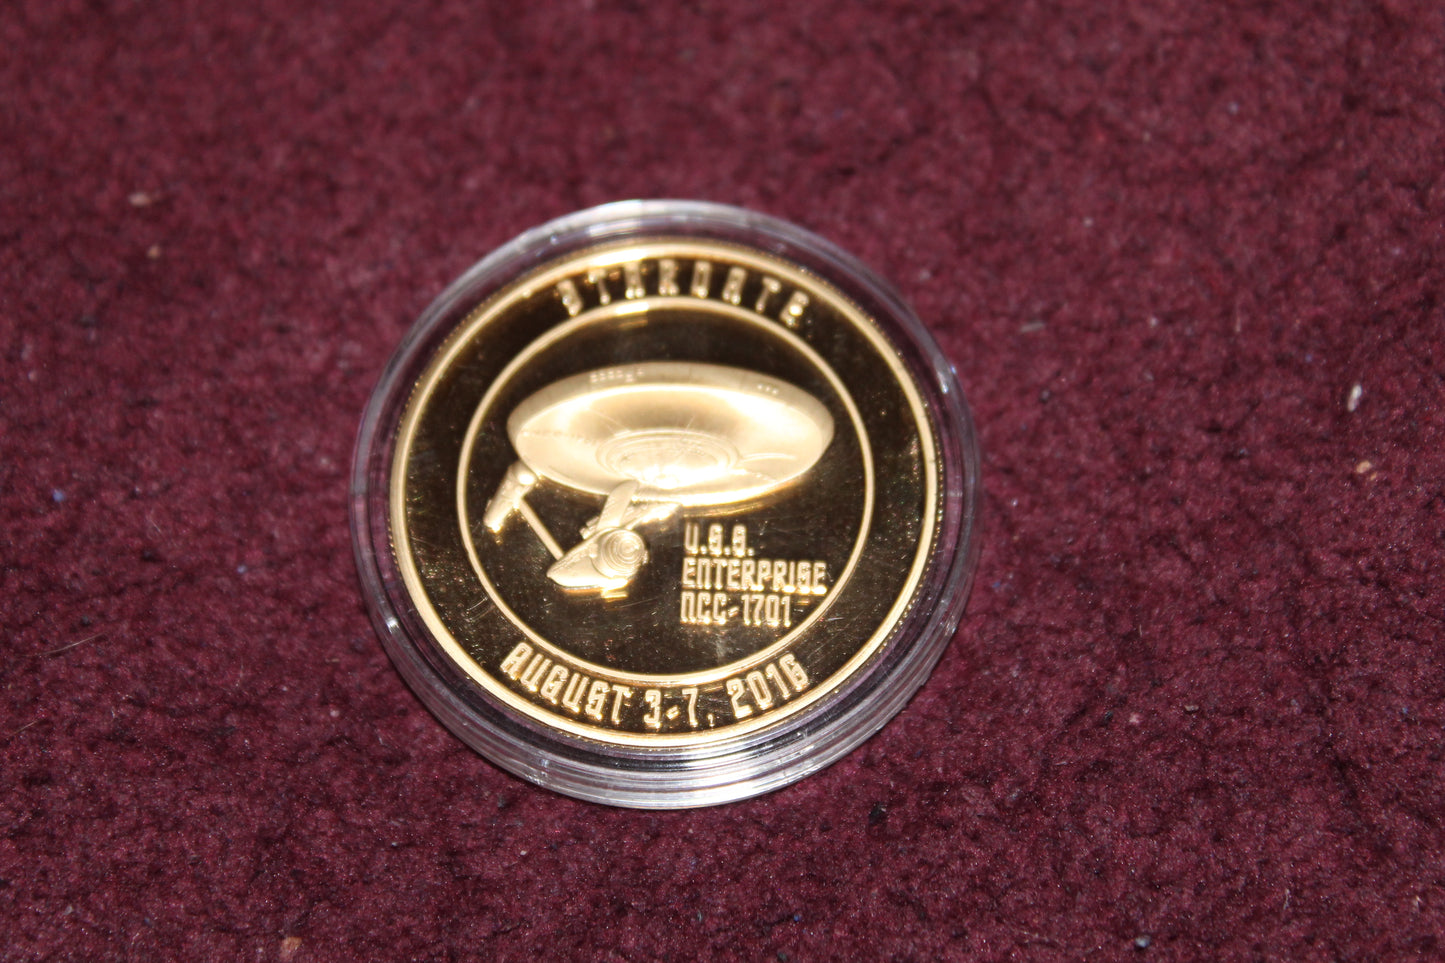 STARDATE
U.S.S.
ENTERPRISE
NCC-1701
AUGUST 3-7, 2016